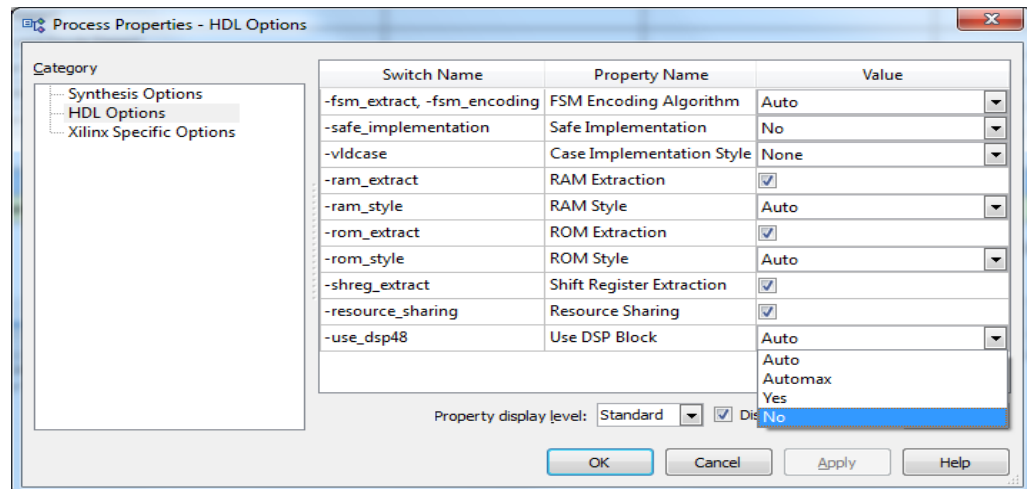 Process Properties - HDL Options
Category
Synthesis Options
HDL Options
Xilinx Specific Options
Switch Name Property Name Value
-fsm_extract, -fsm_encoding FSM Encoding Algorithm Auto
-safe_implementation Safe Implementation No
-vldcase Case Implementation Style None
-ram_extract RAM Extraction
-ram_style RAM Style Auto
-rom_extract ROM Extraction
-rom_style ROM Style Auto
-shreg_extract Shift Register Extraction
-resource_sharing Resource Sharing
-use_dsp48 Use DSP Block Auto
Auto
Automax
Yes
No
Property display level: Standard
OK Cancel Apply Help